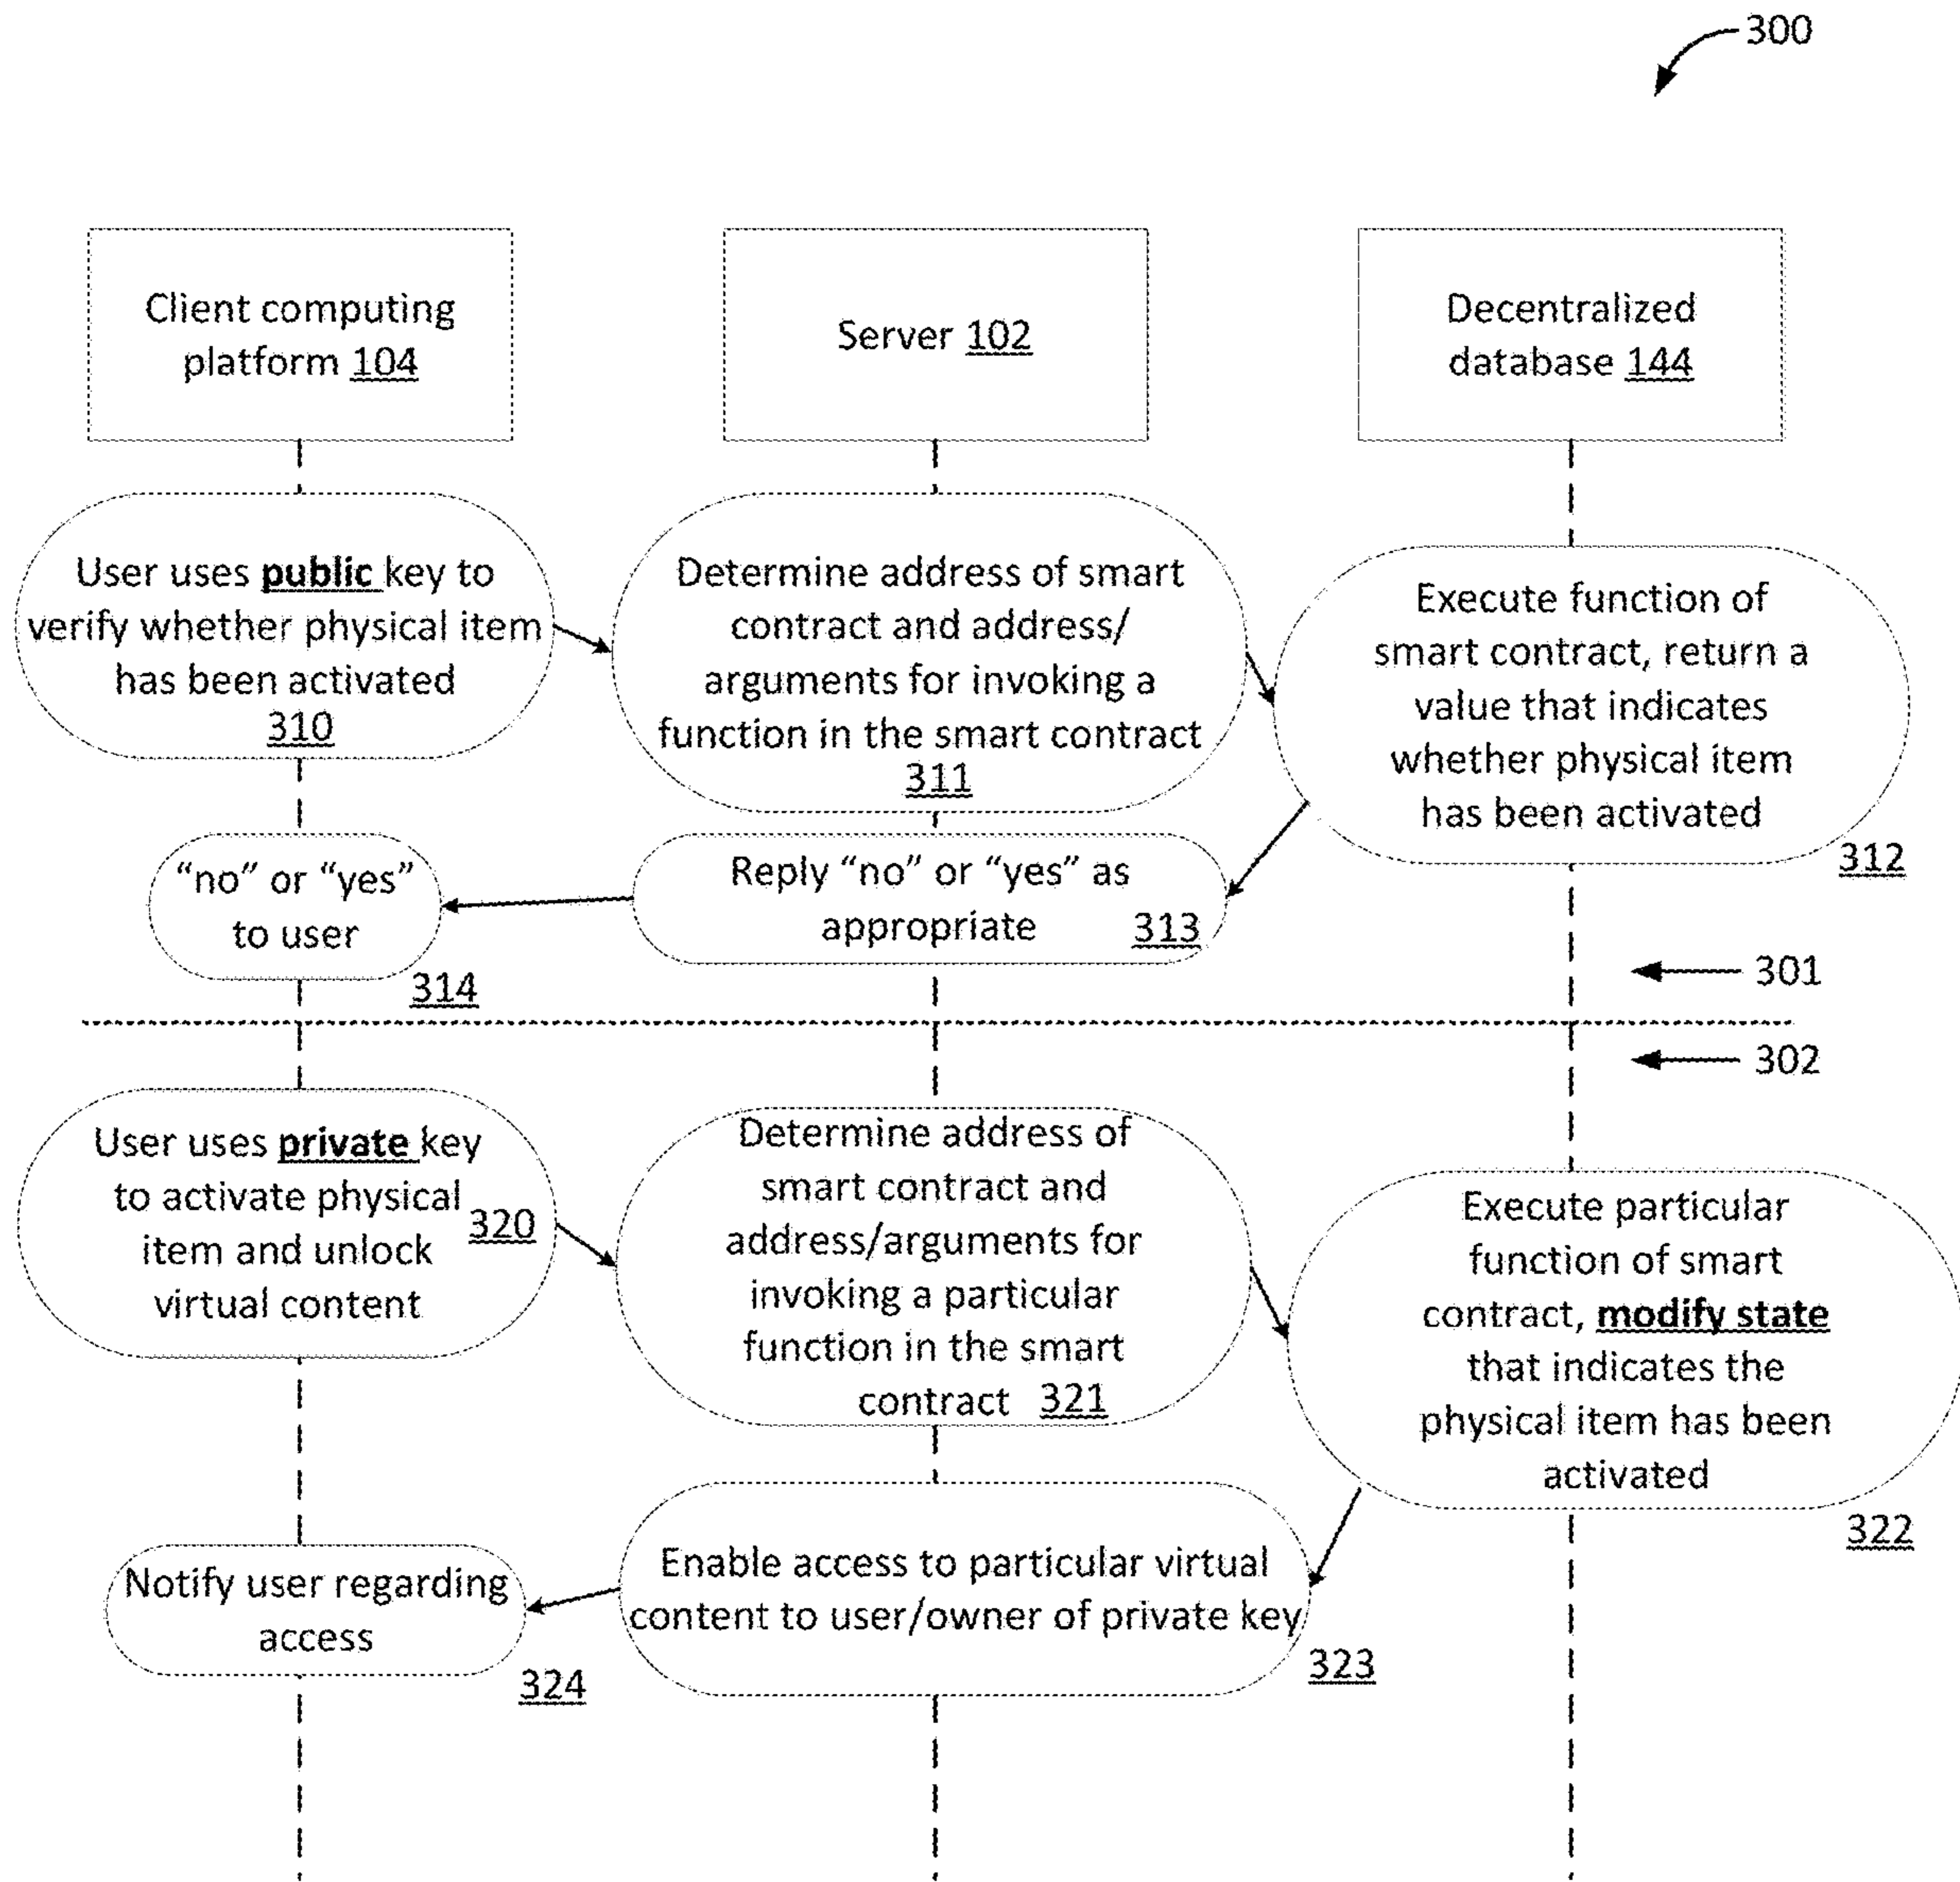 300
Client computing
platform 104
Server 102
Decentralized
database 144
User uses public key to
verify whether physical item
has been activated
310
Determine address of smart
contract and address/
arguments for invoking a
function in the smart contract
311
Execute function of
smart contract, return a
value that indicates
whether physical item
has been activated
312
Reply “no” or “yes” as
appropriate 313
“no” or “yes”
to user
314
301
302
User uses private key
to activate physical
item and unlock
virtual content
320
Determine address of
smart contract and
address/arguments for
invoking a particular
function in the smart
contract 321
Execute particular
function of smart
contract, modify state
that indicates the
physical item has been
activated
322
Enable access to particular virtual
content to user/owner of private key
323
Notify user regarding
access
324